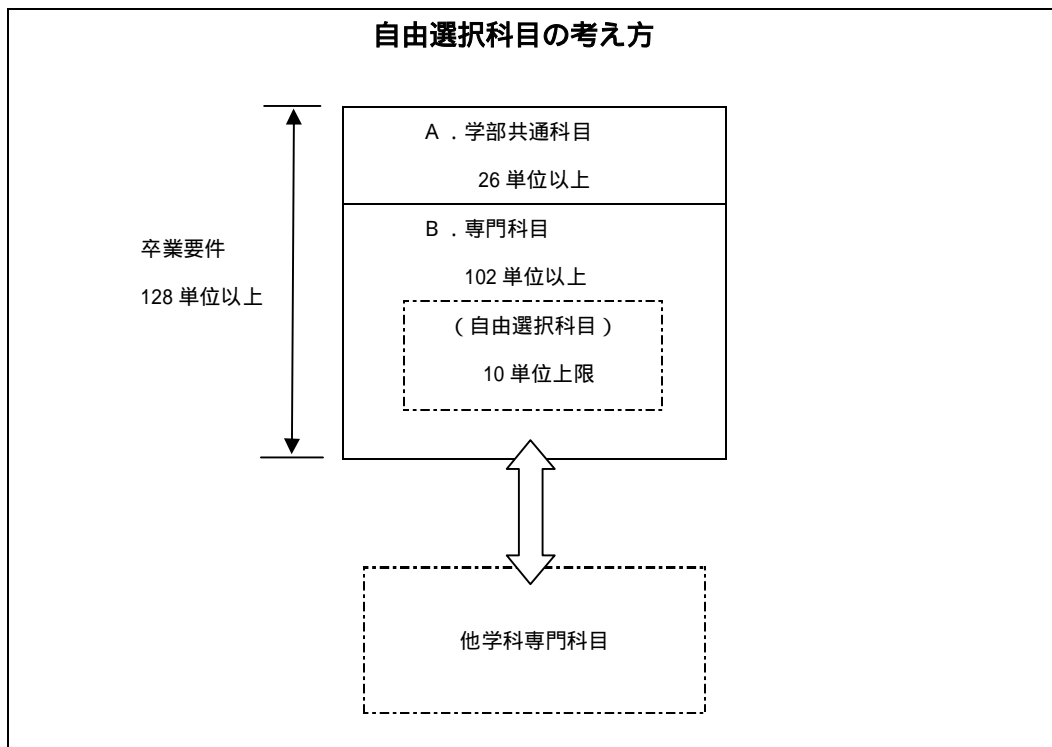 自由選択科目の考え方
A．学部共通科目
26 単位以上
B．専門科目
102 単位以上
卒業要件
128 単位以上
（自由選択科目）
10 単位上限
他学科専門科目